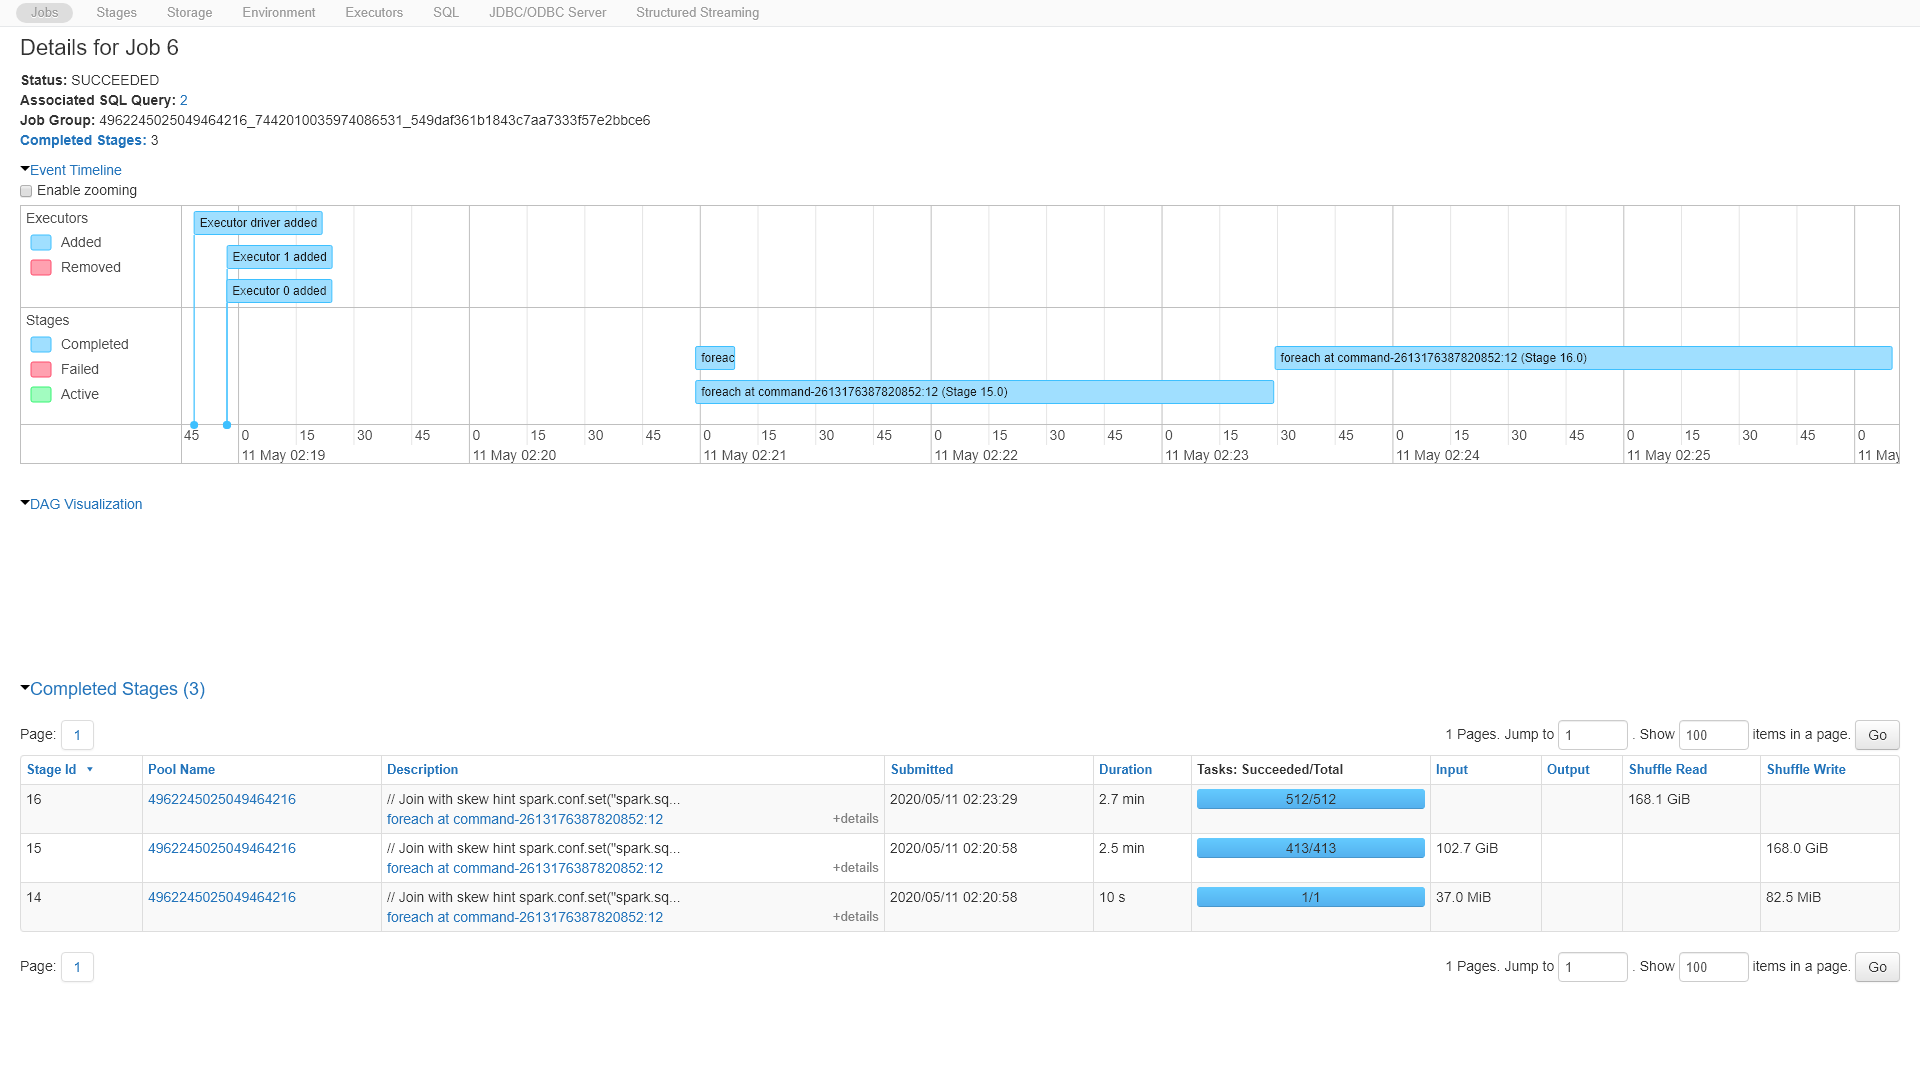 Jobs Stages Storage Environment Executors SQL JDBC/ODBC Server Structured Streaming
Details for Job 6
Status: SUCCEEDED
Associated SQL Query: 2
Job Group: 4962245025049464216_7442010035974086531_549daf361b1843c7aa7333f57e2bbce6
Completed Stages: 3
Event Timeline
Enable zooming
Executors
Added
Removed
Executor driver added
Executor 1 added
Executor 0 added
Stages
Completed
Failed
Active
foreac
foreach at command-2613176387820852:12 (Stage 16.0)
foreach at command-2613176387820852:12 (Stage 15.0)
45 0 15 30 45 0 15 30 45 0 15 30 45 0 15 30 45 0 15 30 45 0 15 30 45 0 15 30 45 0
11 May 02:19 11 May 02:20 11 May 02:21 11 May 02:22 11 May 02:23 11 May 02:24 11 May 02:25 11 May
DAG Visualization
Completed Stages (3)
Page: 1 1 Pages. Jump to 1 . Show 100 items in a page. Go
Stage Id Pool Name Description Submitted Duration Tasks: Succeeded/Total Input Output Shuffle Read Shuffle Write
16 4962245025049464216 // Join with skew hint spark.conf.set("spark.sq... 2020/05/11 02:23:29 2.7 min 512/512 168.1 GiB
foreach at command-2613176387820852:12 +details
15 4962245025049464216 // Join with skew hint spark.conf.set("spark.sq... 2020/05/11 02:20:58 2.5 min 413/413 102.7 GiB 168.0 GiB
foreach at command-2613176387820852:12 +details
14 4962245025049464216 // Join with skew hint spark.conf.set("spark.sq... 2020/05/11 02:20:58 10 s 1/1 37.0 MiB 82.5 MiB
foreach at command-2613176387820852:12 +details
Page: 1 1 Pages. Jump to 1 . Show 100 items in a page. Go